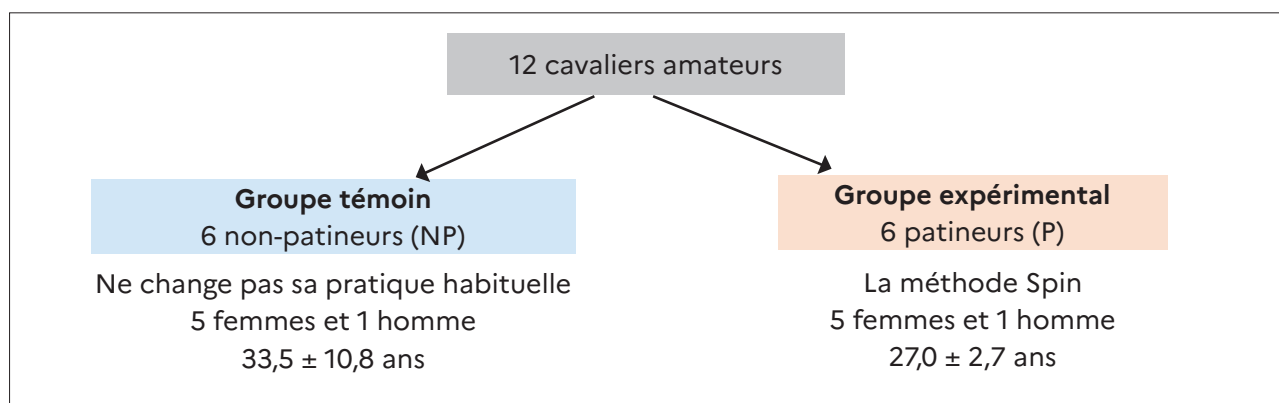 12 cavaliers amateurs
Groupe témoin
6 non-patineurs (NP)
Ne change pas sa pratique habituelle
5 femmes et 1 homme
33,5 ± 10,8 ans
Groupe expérimental
6 patineurs (P)
La méthode Spin
5 femmes et 1 homme
27,0 ± 2,7 ans